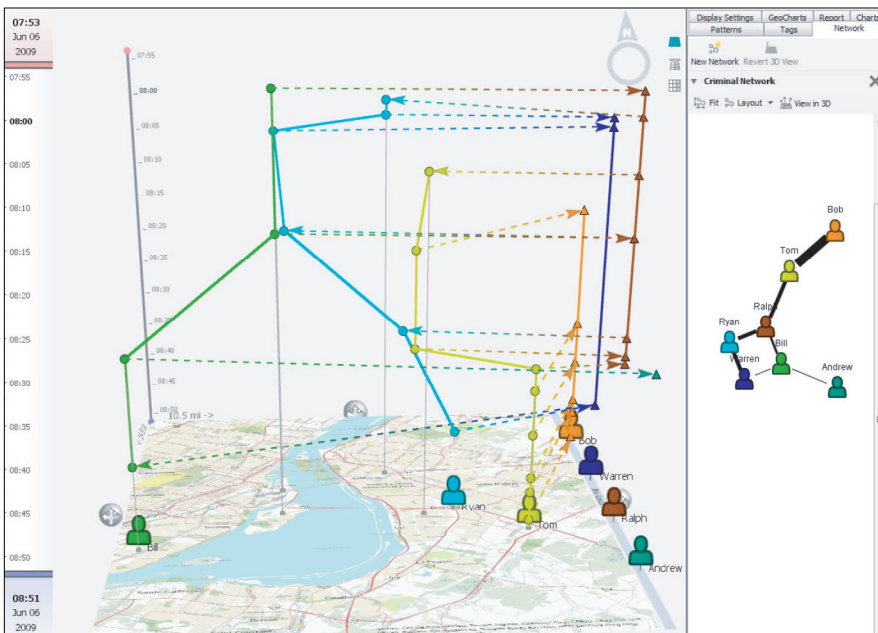 07:53
Jun 06
2009
07:55
08:00
08:05
08:10
08:15
08:20
08:25
08:30
08:35
08:40
08:45
08:50
08:51
Jun 06
2009
07:55
08:00
08:05
08:10
08:15
08:20
08:25
08:30
08:40
08:45
08:50
10.5 mi ->
N
Bob
Warren
Ryan
Tom
Ralph
Bill
Andrew
Display Settings GeoCharts Report Charts
Patterns Tags Network
New Network Revert 3D View
Criminal Network
Fit Layout View in 3D
Bob
Tom
Ralph
Ryan
Bill
Warren
Andrew